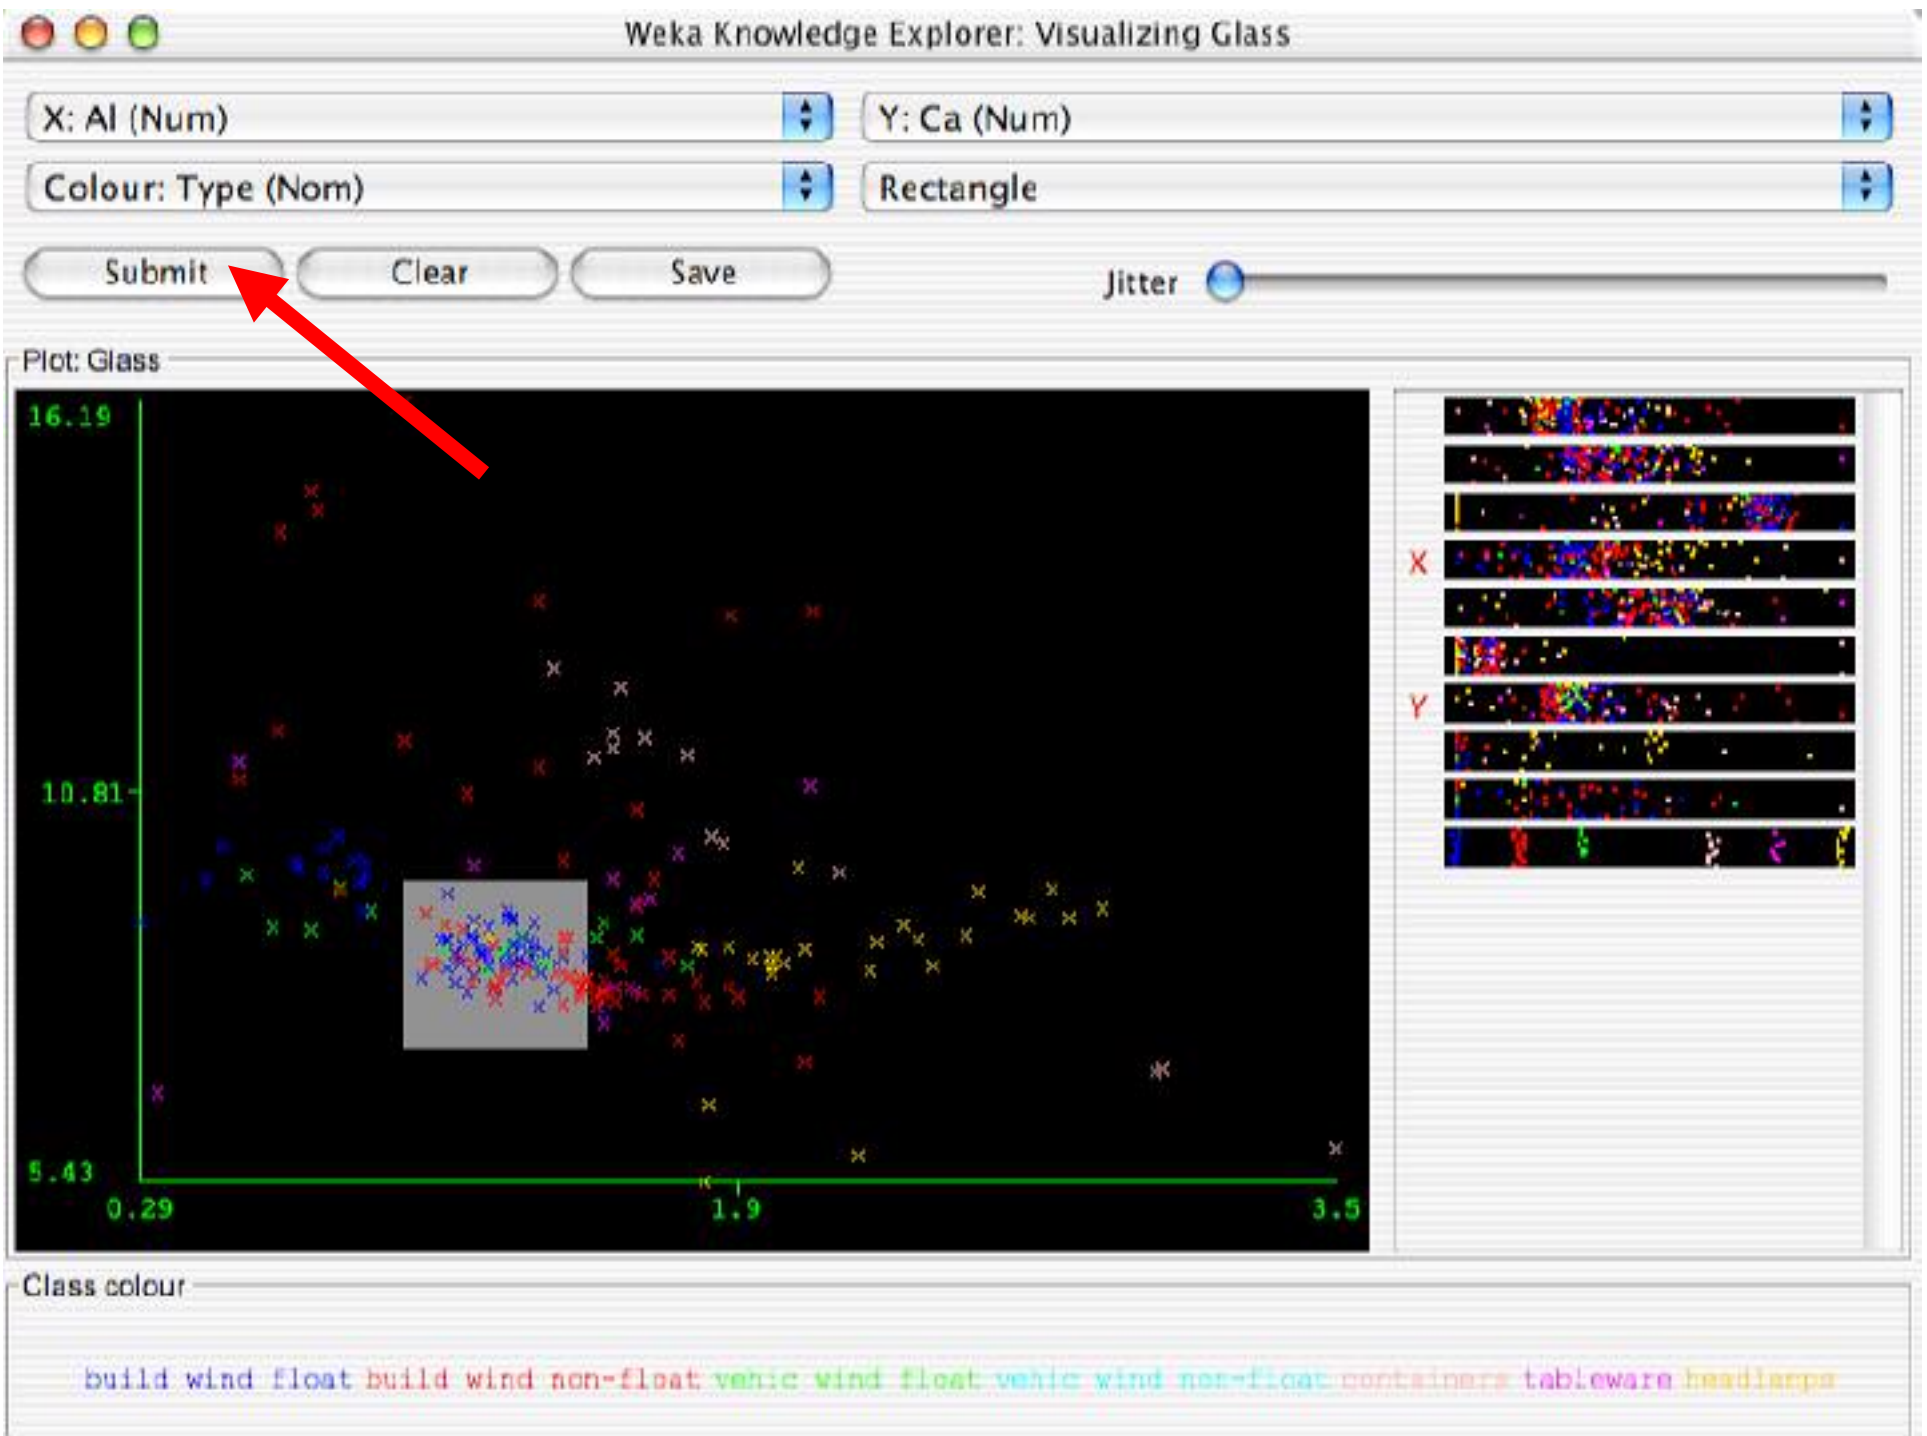 Weka Knowledge Explorer: Visualizing Glass
X: Al (Num) Y: Ca (Num)
Colour: Type (Nom) Rectangle
Submit Clear Save Jitter
Plot: Glass
16.19
X
Y
10.81
5.43
0.29 1.9 3.5
Class colour
build wind float build wind non-float vehic wind float vehic wind non-float containers tableware headlamps